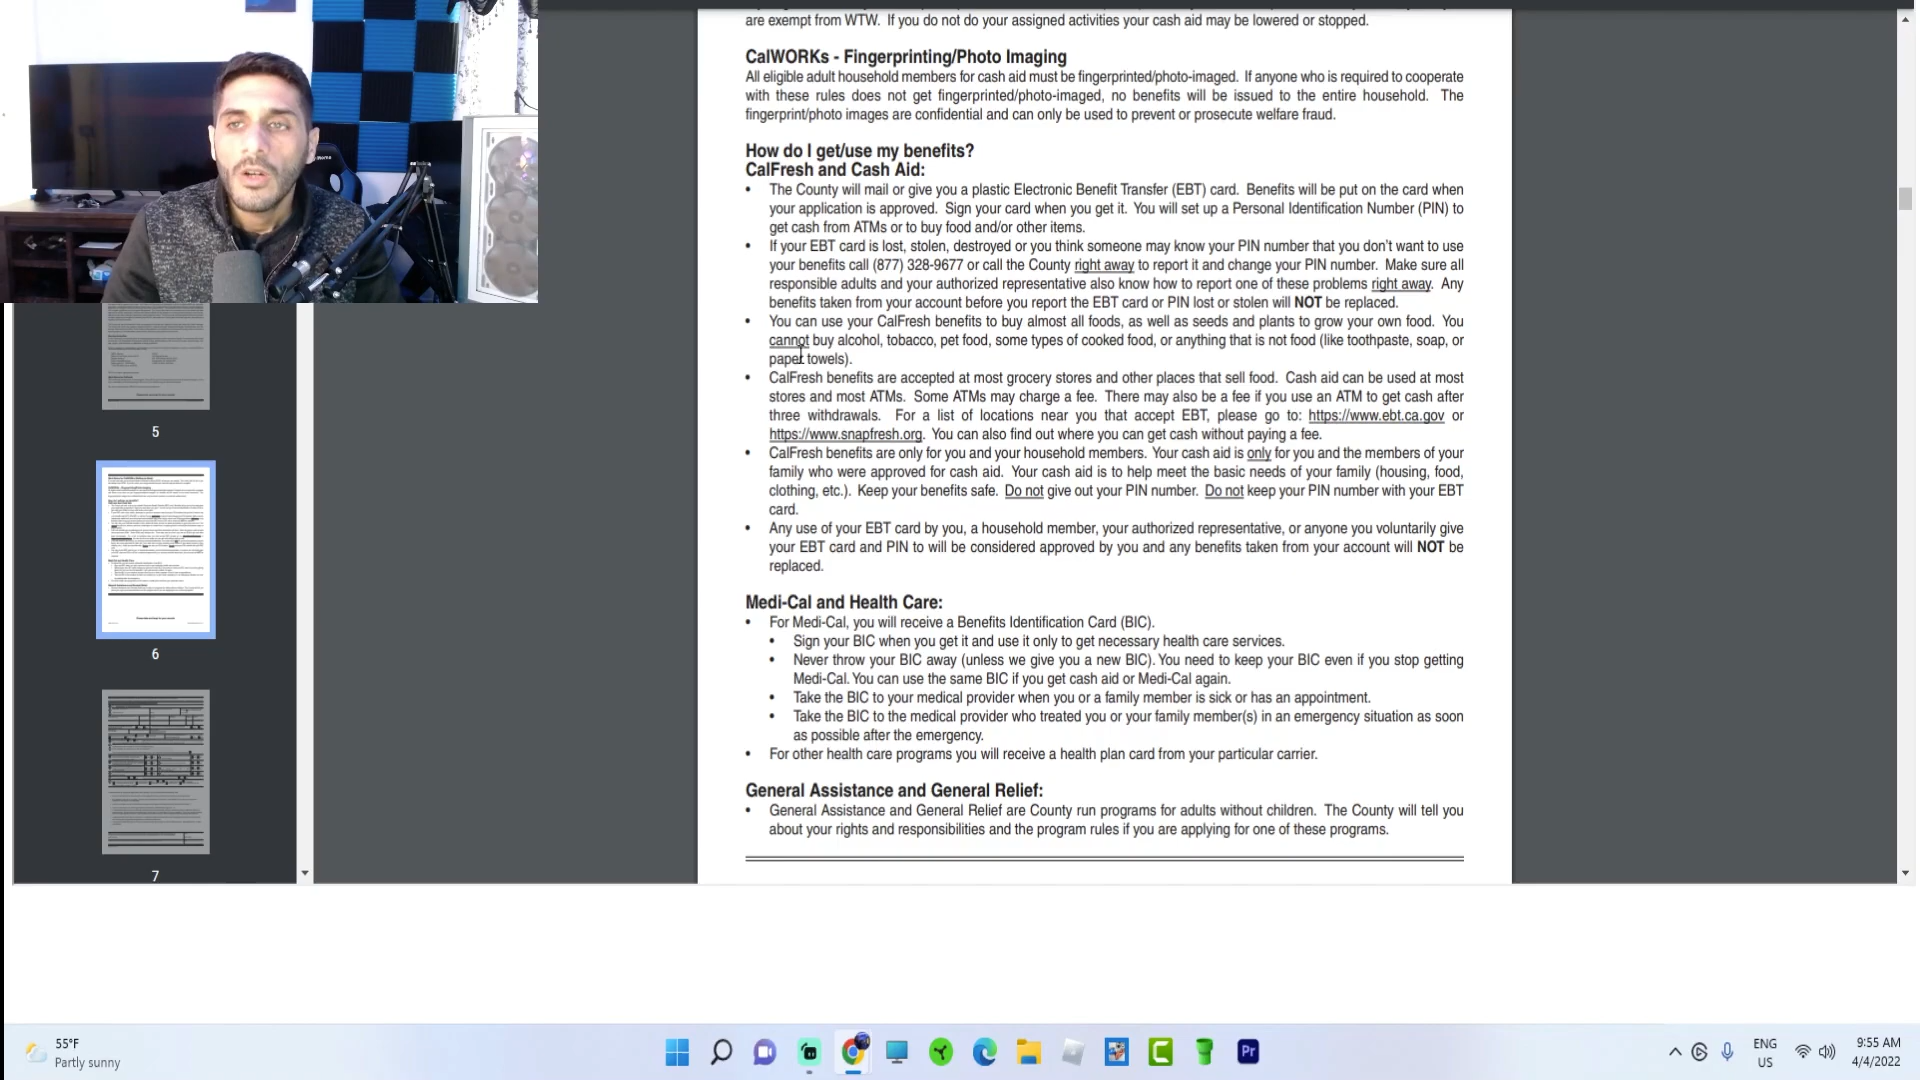 are exempt from WTW. If you do not do your assigned activities your cash aid may be lowered or stopped.
CalWORKs - Fingerprinting/Photo Imaging
All eligible adult household members for cash aid must be fingerprinted/photo-imaged. If anyone who is required to cooperate
with these rules does not get fingerprinted/photo-imaged, no benefits will be issued to the entire household. The
fingerprint/photo images are confidential and can only be used to prevent or prosecute welfare fraud.
How do I get/use my benefits?
CalFresh and Cash Aid:
• The County will mail or give you a plastic Electronic Benefit Transfer (EBT) card. Benefits will be put on the card when
your application is approved. Sign your card when you get it. You will set up a Personal Identification Number (PIN) to
get cash from ATMs or to buy food and/or other items.
• If your EBT card is lost, stolen, destroyed or you think someone may know your PIN number that you don't want to use
your benefits call (877) 328-9677 or call the County right away to report it and change your PIN number. Make sure all
responsible adults and your authorized representative also know how to report one of these problems right away. Any
benefits taken from your account before you report the EBT card or PIN lost or stolen will NOT be replaced.
• You can use your CalFresh benefits to buy almost all foods, as well as seeds and plants to grow your own food. You
cannot buy alcohol, tobacco, pet food, some types of cooked food, or anything that is not food (like toothpaste, soap, or
paper towels).
• CalFresh benefits are accepted at most grocery stores and other places that sell food. Cash aid can be used at most
stores and most ATMs. Some ATMs may charge a fee. There may also be a fee if you use an ATM to get cash after
three withdrawals. For a list of locations near you that accept EBT, please go to: https://www.ebt.ca.gov or
https://www.snapfresh.org. You can also find out where you can get cash without paying a fee.
• CalFresh benefits are only for you and your household members. Your cash aid is only for you and the members of your
family who were approved for cash aid. Your cash aid is to help meet the basic needs of your family (housing, food,
clothing, etc.). Keep your benefits safe. Do not give out your PIN number. Do not keep your PIN number with your EBT
card.
• Any use of your EBT card by you, a household member, your authorized representative, or anyone you voluntarily give
your EBT card and PIN to will be considered approved by you and any benefits taken from your account will NOT be
replaced.
Medi-Cal and Health Care:
• For Medi-Cal, you will receive a Benefits Identification Card (BIC).
• Sign your BIC when you get it and use it only to get necessary health care services.
• Never throw your BIC away (unless we give you a new BIC). You need to keep your BIC even if you stop getting
Medi-Cal. You can use the same BIC if you get cash aid or Medi-Cal again.
• Take the BIC to your medical provider when you or a family member is sick or has an appointment.
• Take the BIC to the medical provider who treated you or your family member(s) in an emergency situation as soon
as possible after the emergency.
• For other health care programs you will receive a health plan card from your particular carrier.
General Assistance and General Relief:
• General Assistance and General Relief are County run programs for adults without children. The County will tell you
about your rights and responsibilities and the program rules if you are applying for one of these programs.
5
6
7
55°F
Partly sunny
Pr
ENG
US
9:55 AM
4/4/2022